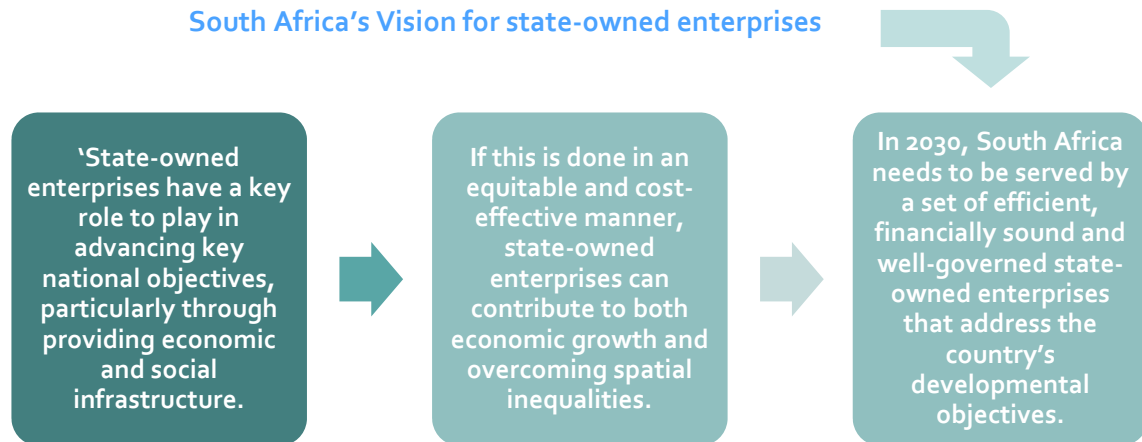 South Africa's Vision for state-owned enterprises
‘State-owned
enterprises have a key
role to play in
advancing key
national objectives,
particularly through
providing economic
and social
infrastructure.
If this is done in an
equitable and cost-
effective manner,
state-owned
enterprises can
contribute to both
economic growth and
overcoming spatial
inequalities.
In 2030, South Africa
needs to be served by
a set of efficient,
financially sound and
well-governed state-
owned enterprises
that address the
country's
developmental
objectives.